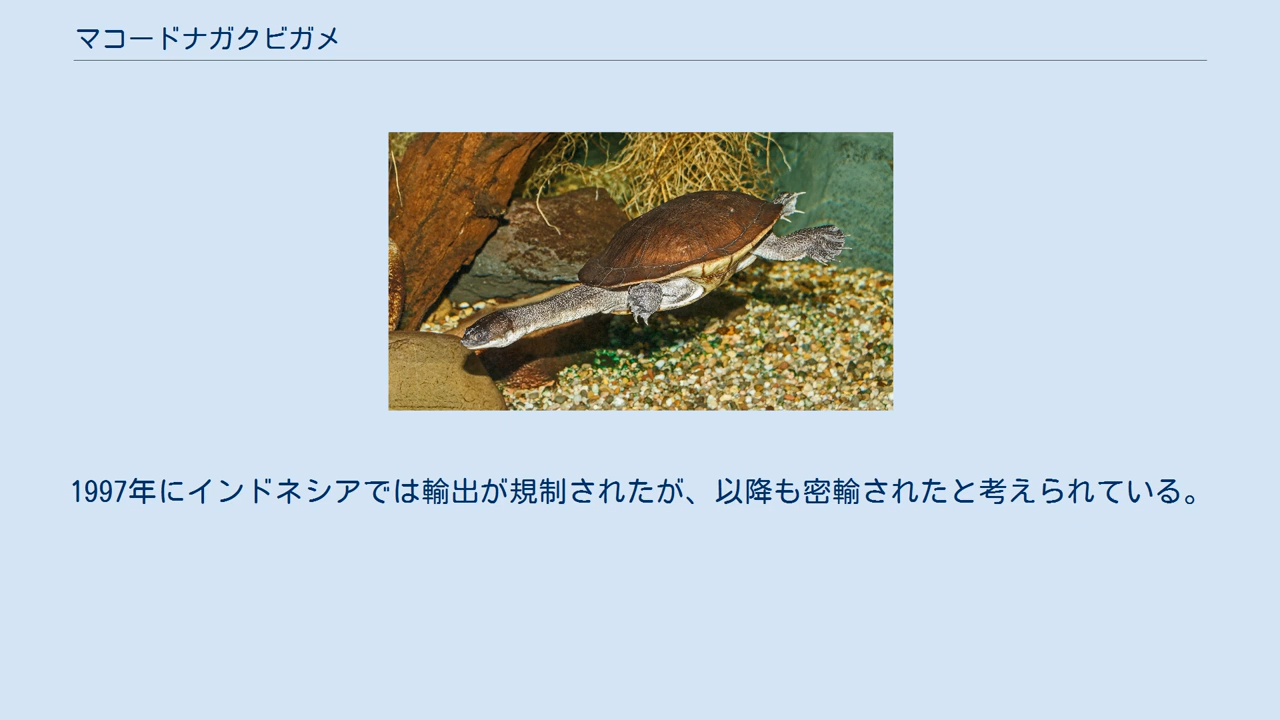 マコードナガクビガメ
1997年にインドネシアでは輸出が規制されたが、以降も密輸されたと考えられている。